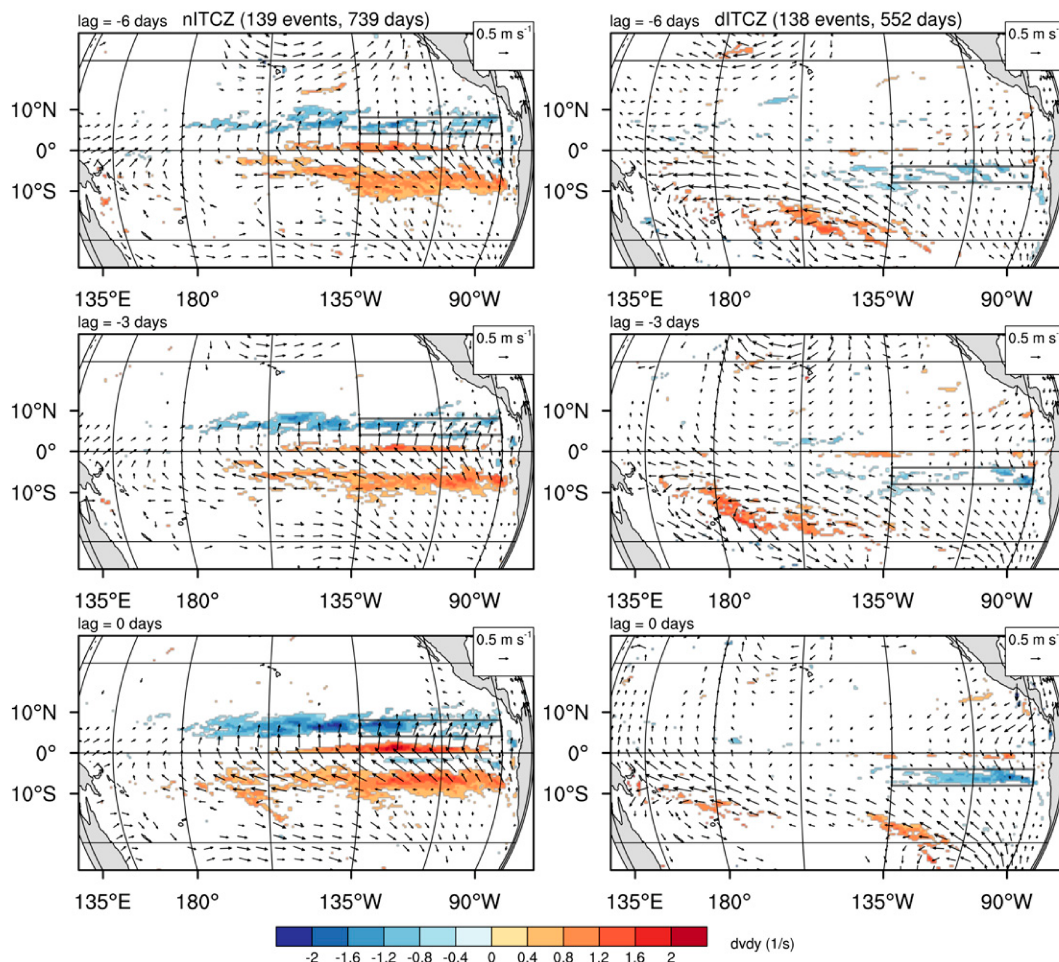 lag = -6 days nITCZ (139 events, 739 days)
0.5 m s⁻¹
10°N
0°
10°S
135°E 180° 135°W 90°W
lag = -6 dITCZ (138 events, 552 days)
0.5 m s⁻¹
10°N
0°
10°S
135°E 180° 135°W 90°W
lag = -3 days
0.5 m s⁻¹
10°N
0°
10°S
135°E 180° 135°W 90°W
lag = -3
0.5 m s⁻¹
10°N
0°
10°S
135°E 180° 135°W 90°W
lag = 0 days
0.5 m s⁻¹
10°N
0°
10°S
135°E 180° 135°W 90°W
lag = 0
0.5 m s⁻¹
10°N
0°
10°S
135°E 180° 135°W 90°W
-2 -1.6 -1.2 -0.8 -0.4 0 0.4 0.8 1.2 1.6 2
dvdy (1/s)